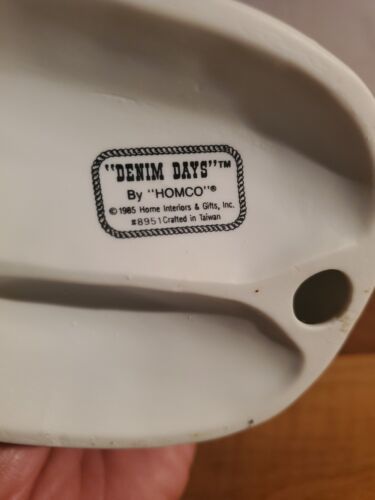 "DENIM DAYS"™
By "HOMCO"®
©1985 Home Interiors & Gifts, Inc.
#8951 Crafted in Taiwan